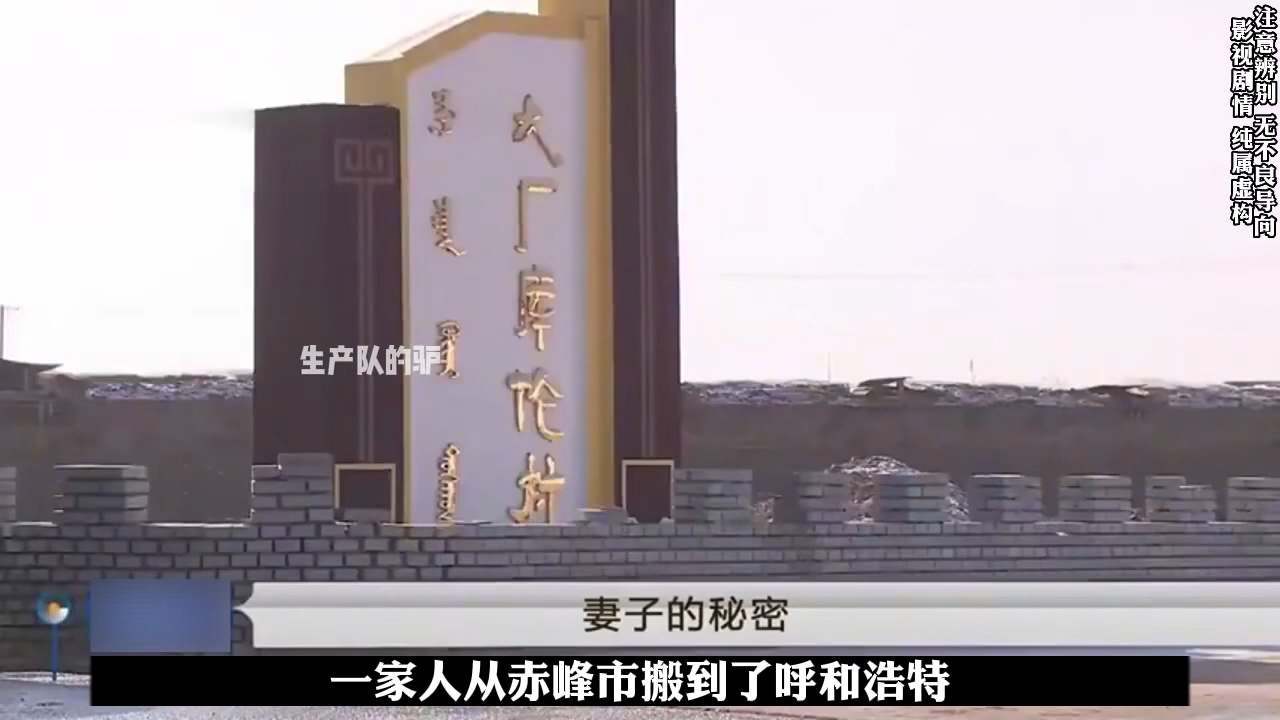 注意辨别 无不良导向
影视剧情 纯属虚构
大厂库伦村
生产队的驴
妻子的秘密
一家人从赤峰市搬到了呼和浩特